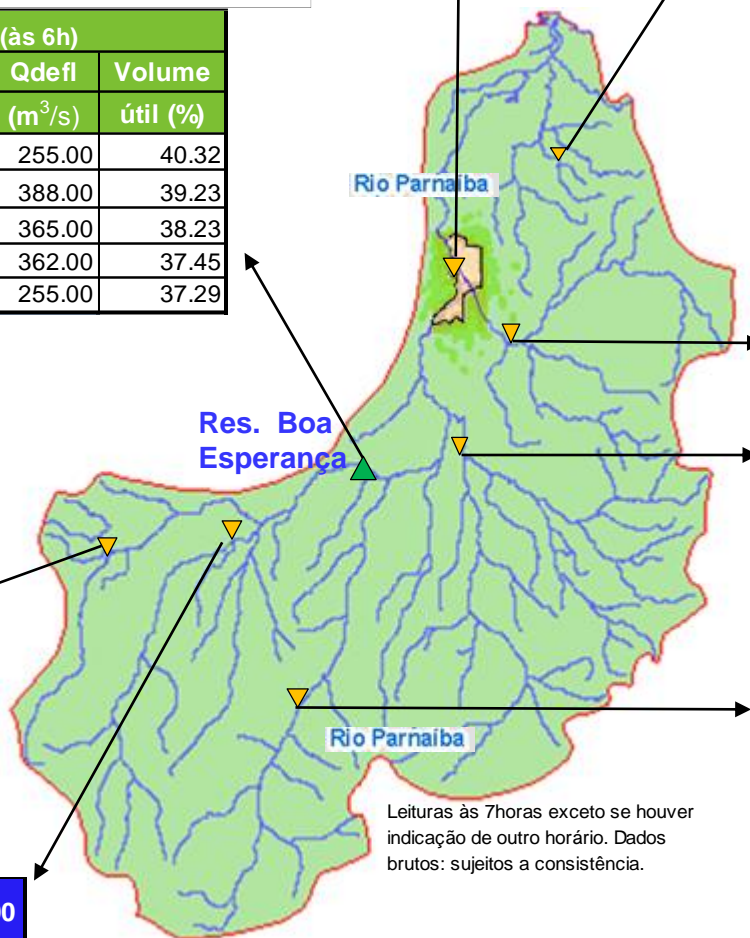 (às 6h)
Qdefl Volume
(m³/s) útil (%)
255.00 40.32
388.00 39.23
365.00 38.23
362.00 37.45
255.00 37.29
Rio Parnaíba
Res. Boa
Esperança
Rio Parnaíba
Leituras às 7horas exceto se houver
indicação de outro horário. Dados
brutos: sujeitos a consistência.